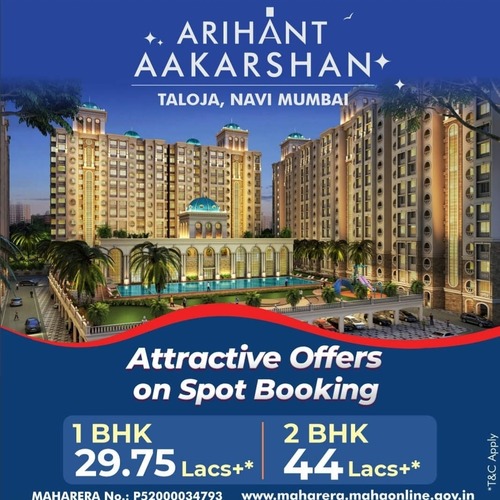 ARIHANT
AAKARSHAN
TALOJA, NAVI MUMBAI
Attractive Offers
on Spot Booking
1 BHK
29.75 Lacs+*
2 BHK
44 Lacs+*
*T&C Apply
MAHARERA No.: P52000034793 www.maharera.mahaonline.gov.in